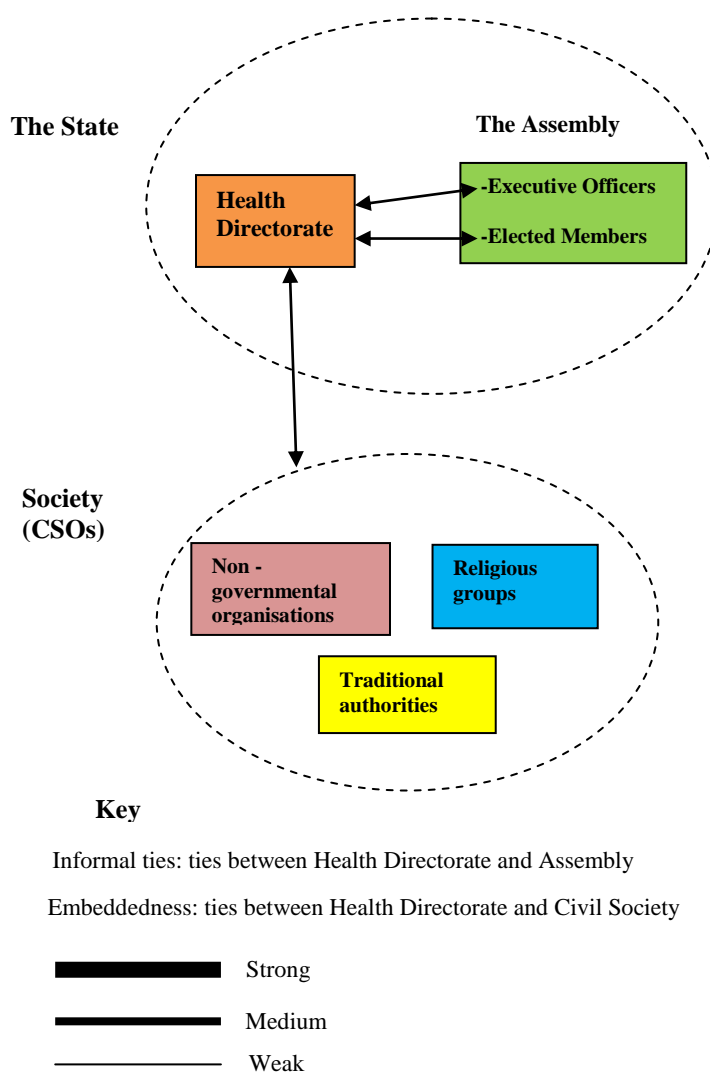 The State
The Assembly
Health
Directorate
-Executive Officers
-Elected Members
Society
(CSOs)
Non -
governmental
organisations
Religious
groups
Traditional
authorities
Key
Informal ties: ties between Health Directorate and Assembly
Embeddedness: ties between Health Directorate and Civil Society
Strong
Medium
Weak